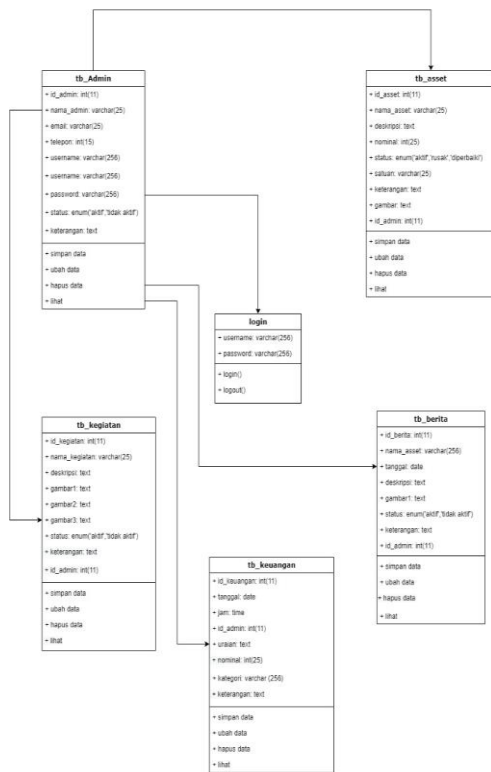 tb_Admin
+ id_admin: int(11)
+ nama_admin: varchar(25)
+ email: varchar(25)
+ telepon: int(15)
+ username: varchar(256)
+ username: varchar(256)
+ password: varchar(256)
+ status: enum('aktif','tidak aktif')
+ keterangan: text
+ simpan data
+ ubah data
+ hapus data
+ lihat
tb_asset
+ id_asset: int(11)
+ nama_asset: varchar(25)
+ deskripsi: text
+ nominal: int(25)
+ status: enum('aktif','rusak','diperbaiki')
+ satuan: varchar(25)
+ keterangan: text
+ gambar: text
+ id_admin: int(11)
+ simpan data
+ ubah data
+ hapus data
+ lihat
login
+ username: varchar(256)
+ password: varchar(256)
+ login()
+ logout()
tb_kegiatan
+ id_kegiatan: int(11)
+ nama_kegiatan: varchar(25)
+ deskripsi: text
+ gambar1: text
+ gambar2: text
+ gambar3: text
+ status: enum('aktif','tidak aktif')
+ keterangan: text
+ id_admin: int(11)
+ simpan data
+ ubah data
+ hapus data
+ lihat
tb_berita
+ id_berita: int(11)
+ nama_asset: varchar(256)
+ tanggal: date
+ deskripsi: text
+ gambar1: text
+ status: enum('aktif','tidak aktif')
+ keterangan: text
+ id_admin: int(11)
+ simpan data
+ ubah data
+ hapus data
+ lihat
tb_keuangan
+ id_keuangan: int(11)
+ tanggal: date
+ jam: time
+ id_admin: int(11)
+ uraian: text
+ nominal: int(25)
+ kategori: varchar (256)
+ keterangan: text
+ simpan data
+ ubah data
+ hapus data
+ lihat